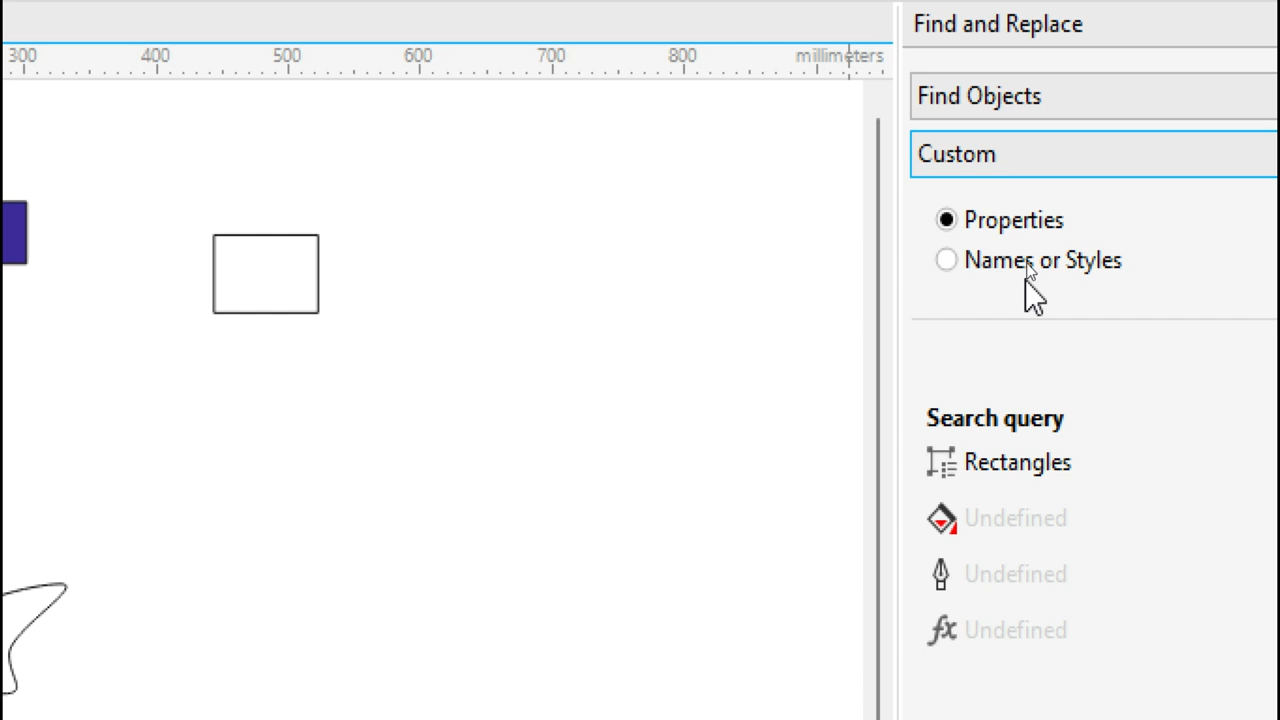 Find and Replace
300 400 500 600 700 800 millimeters
Find Objects
Custom
Properties
Names or Styles
Search query
Rectangles
Undefined
Undefined
fx Undefined